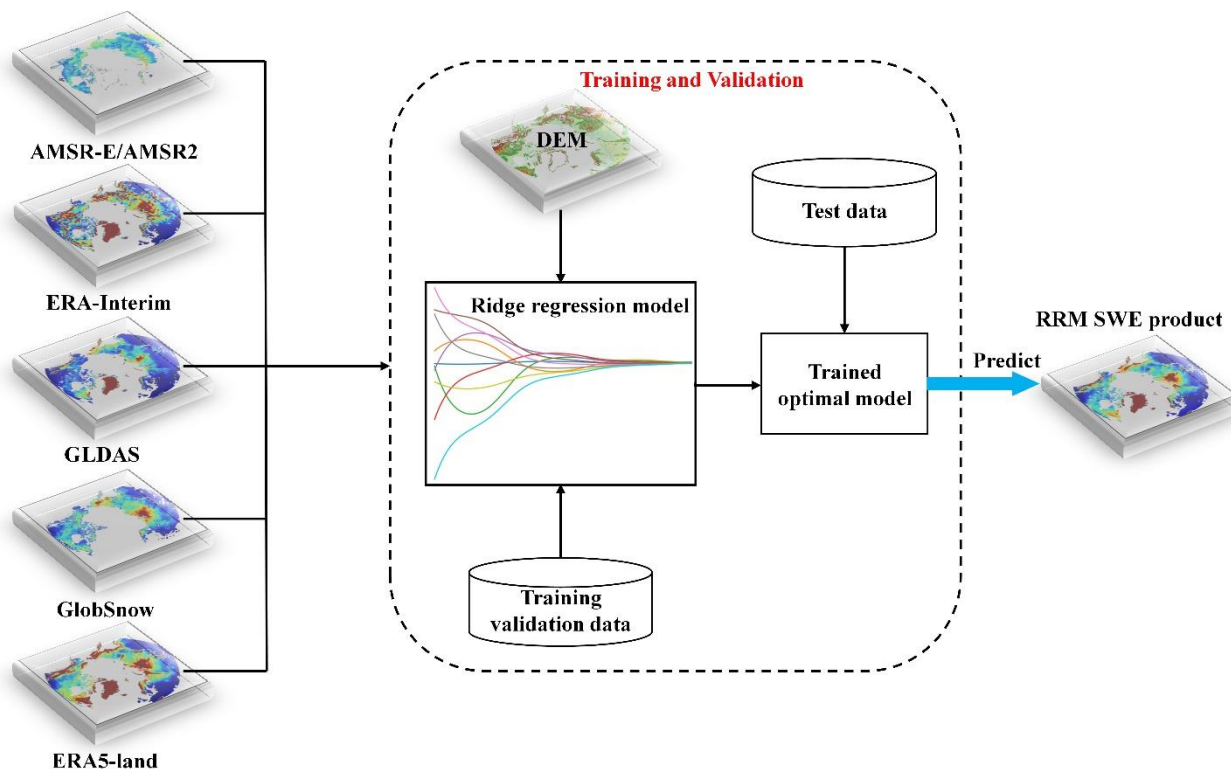 AMSR-E/AMSR2
ERA-Interim
GLDAS
GlobSnow
ERA5-land
Training and Validation
DEM
Ridge regression model
Training
validation data
Test data
Trained
optimal model
Predict
RRM SWE product